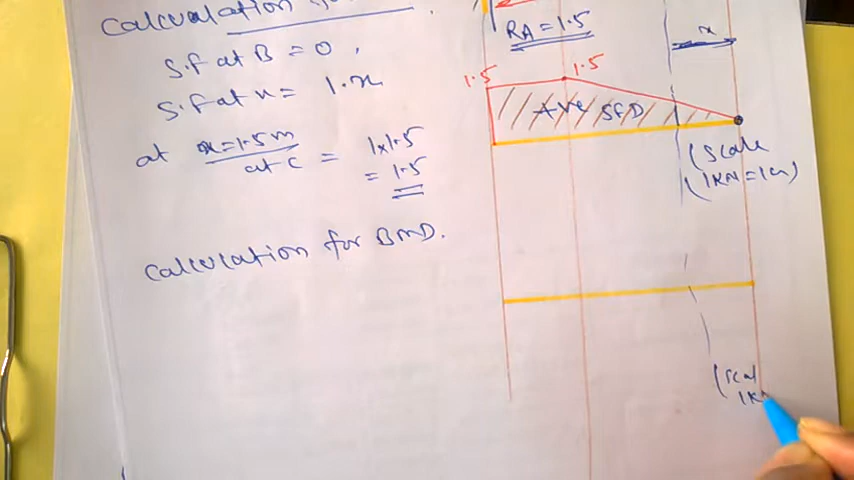 Calculation
S.F at B = 0 ,
S.F at x = 1.x
at x=1.5m
at C = 1x1.5
= 1.5
Calculation for BMD.
RA = 1.5
x
1.5
1.5
+ve SFD
(Scale
(1KN=1cm)
(Scal
1KN